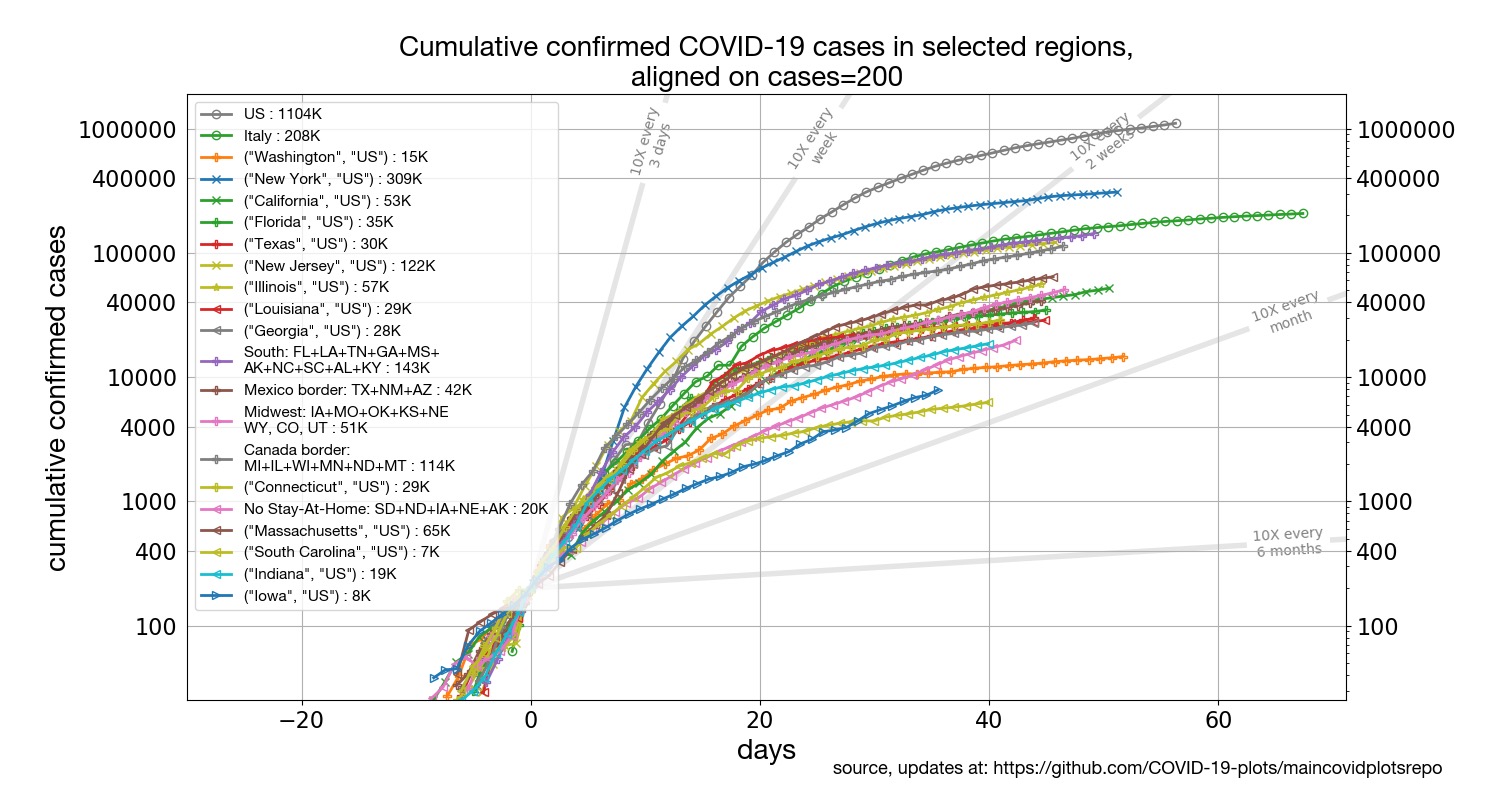 Cumulative confirmed COVID-19 cases in selected regions,
aligned on cases=200
US : 1104K
Italy : 208K
("Washington", "US") : 15K
("New York", "US") : 309K
("California", "US") : 53K
("Florida", "US") : 35K
("Texas", "US") : 30K
("New Jersey", "US") : 122K
("Illinois", "US") : 57K
("Louisiana", "US") : 29K
("Georgia", "US") : 28K
South: FL+LA+TN+GA+MS+
AK+NC+SC+AL+KY : 143K
Mexico border: TX+NM+AZ : 42K
Midwest: IA+MO+OK+KS+NE
WY, CO, UT : 51K
Canada border:
MI+IL+WI+MN+ND+MT : 114K
("Connecticut", "US") : 29K
No Stay-At-Home: SD+ND+IA+NE+AK : 20K
("Massachusetts", "US") : 65K
("South Carolina", "US") : 7K
("Indiana", "US") : 19K
("Iowa", "US") : 8K
10X every
3 days
10X every
week
10X every
2 weeks
10X every
month
10X every
6 months
cumulative confirmed cases
1000000
400000
100000
40000
10000
4000
1000
400
100
1000000
400000
100000
40000
10000
4000
1000
400
100
−20
0
20
40
60
days
source, updates at: https://github.com/COVID-19-plots/maincovidplotsrepo